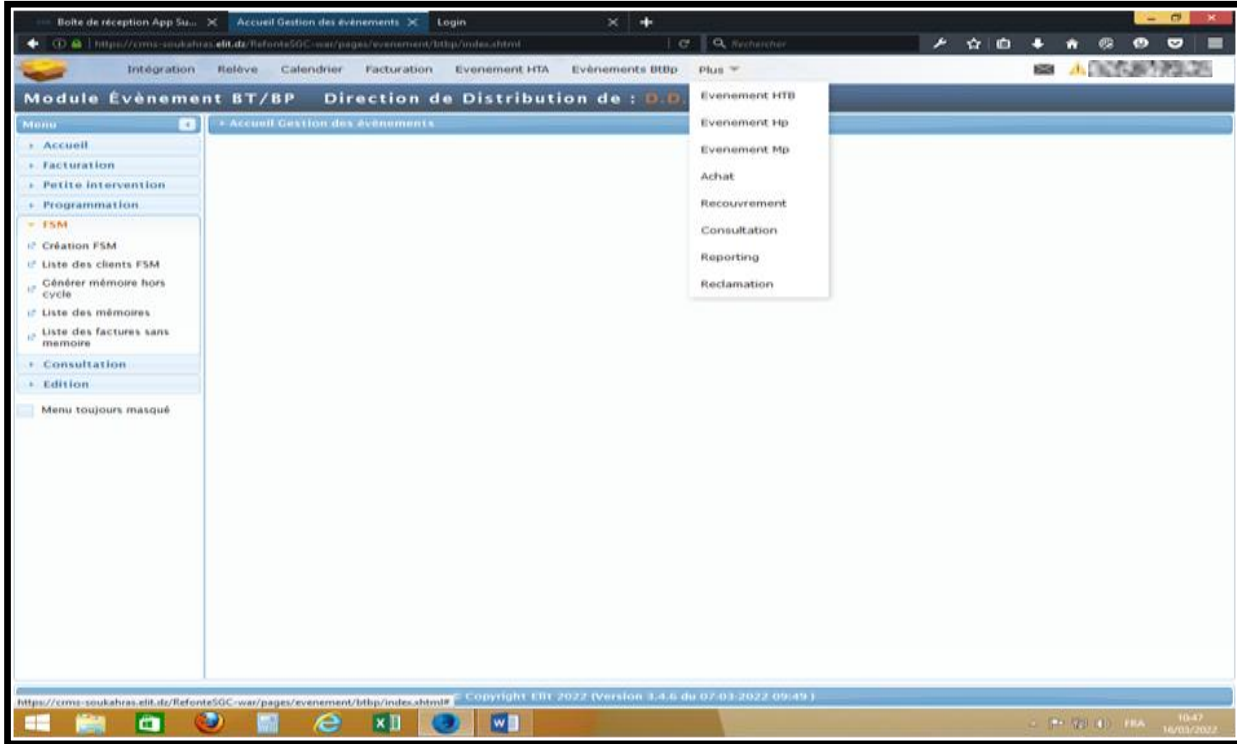 Boîte de réception App Su... Accueil Gestion des évènements Login
https://crms-soukahras.elit.dz/RefonteSGC-war/pages/evenement/btbp/index.xhtml Rechercher
Intégration Relève Calendrier Facturation Evenement HTA Evènements BtBp Plus
Module Évènement BT/BP Direction de Distribution de : D.D.
Evenement HTB
Evenement Hp
Evenement Mp
Achat
Recouvrement
Consultation
Reporting
Reclamation
Menu
Accueil Gestion des évènements
Accueil
Facturation
Petite intervention
Programmation
FSM
Création FSM
Liste des clients FSM
Générer mémoire hors
cycle
Liste des mémoires
Liste des factures sans
memoire
Consultation
Edition
Menu toujours masqué
Copyright Elit 2022 (Version 3.4.6 du 07-03-2022 09:49 )
https://crms-soukahras.elit.dz/RefonteSGC-war/pages/evenement/btbp/index.xhtml#
FRA 10:47
16/03/2022